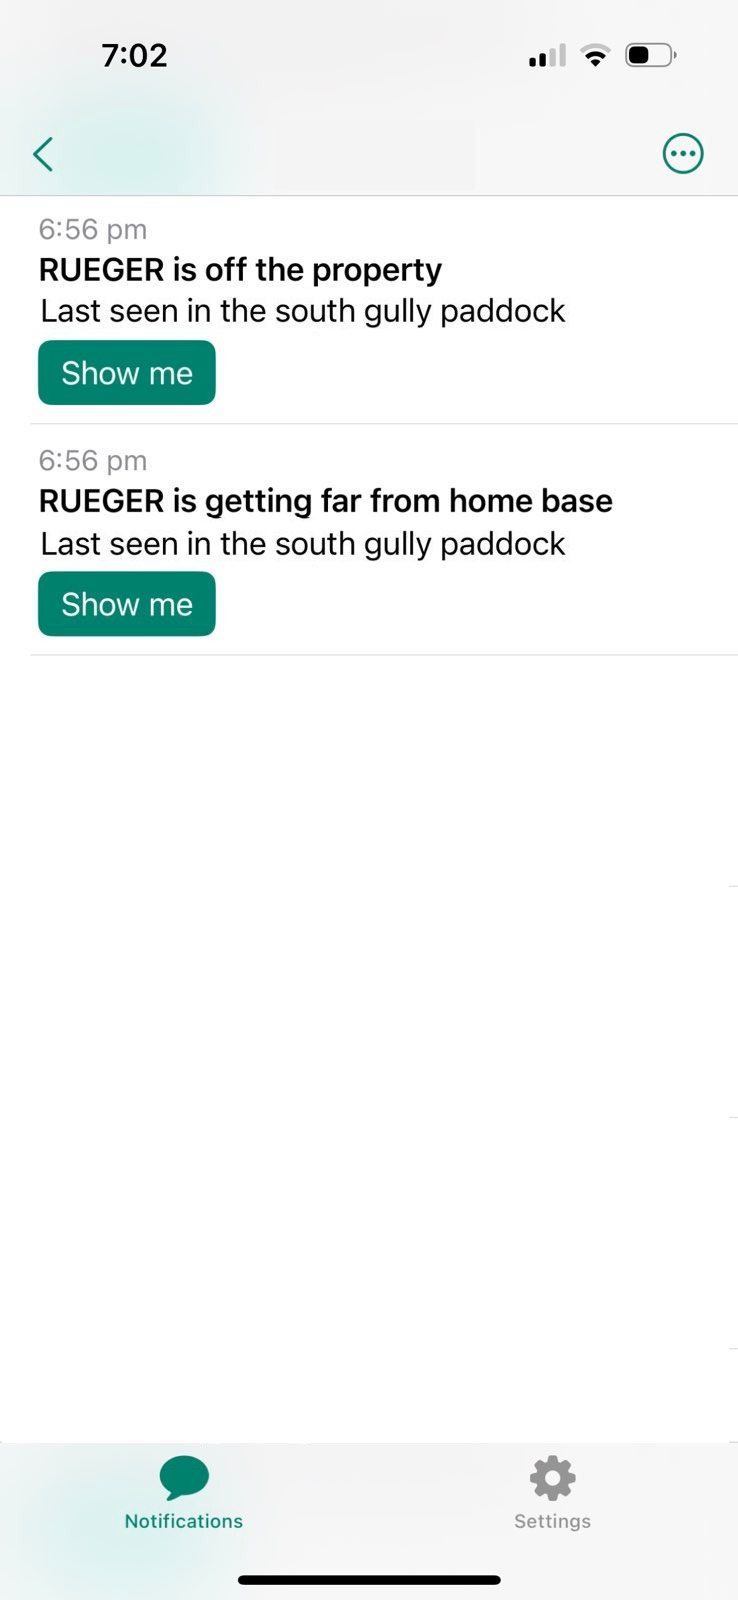 7:02
6:56 pm
RUEGER is off the property
Last seen in the south gully paddock
Show me
6:56 pm
RUEGER is getting far from home base
Last seen in the south gully paddock
Show me
Notifications
Settings